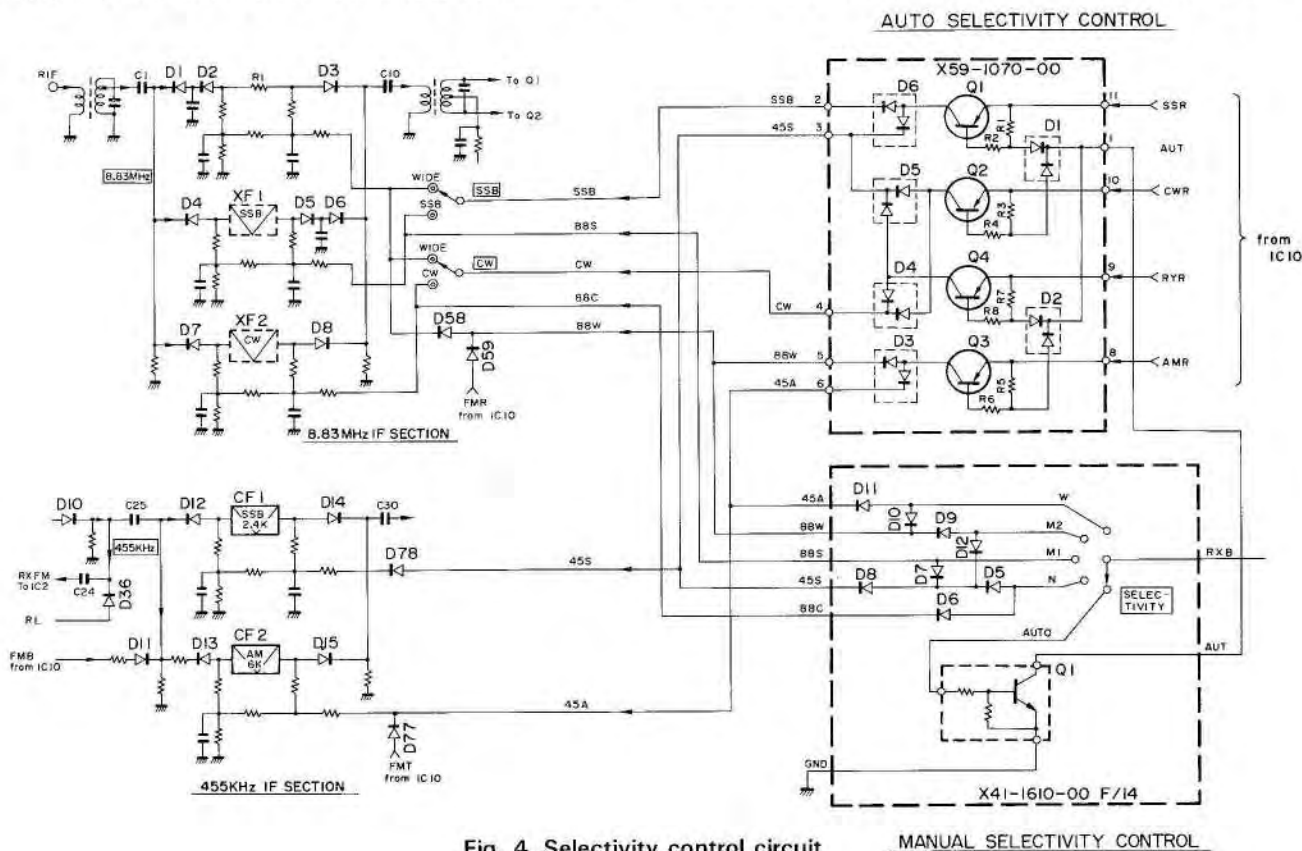 AUTO SELECTIVITY CONTROL
X59-1070-00
RIF
C1
D1
D2
R1
D3
C10
To Q1
To Q2
8.83MHz
D4
XF1
SSB
D5
D6
D7
XF2
CW
D8
WIDE
SSB
SSB
WIDE
CW
CW
D58
D59
FMR
from IC10
8.83MHz IF SECTION
SSB
88S
CW
88C
88W
SSB 2
45S 3
CW 4
88W 5
45A 6
D6
D5
D4
D3
Q1
R1
R2
D1
Q2
R3
R4
Q4
R7
R8
D2
Q3
R5
R6
11 SSR
1 AUT
10 CWR
9 RYR
8 AMR
from
IC10
D10
C25
D12
CF1
SSB
2.4K
D14
C30
455KHz
RXFM
To IC2
C24
D36
RL
D78
45S
FMB
from IC10
D11
D13
CF2
AM
6K
D15
45A
D77
FMT
from IC10
455KHz IF SECTION
45A
D11
D10
W
88W
D9
M2
D12
88S
M1
D7
RXB
45S
D8
D5
N
SELEC-
TIVITY
88C
D6
AUTO
AUT
Q1
GND
X41-1610-00 F/14
Fig. 4 Selectivity control circuit
MANUAL SELECTIVITY CONTROL